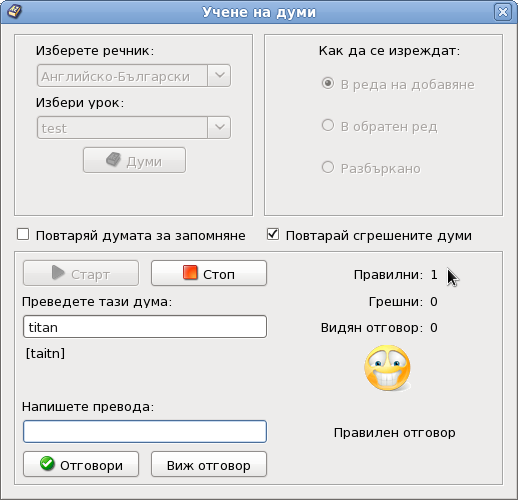 Учене на думи
Изберете речник:
Английско-Български
Избери урок:
test
Думи
Как да се изреждат:
В реда на добавяне
В обратен ред
Разбъркано
Повтаряй думата за запомняне
Повтарай сгрешените думи
Старт
Стоп
Преведете тази дума:
titan
[taitn]
Напишете превода:
Отговори
Виж отговор
Правилни: 1
Грешни: 0
Видян отговор: 0
Правилен отговор